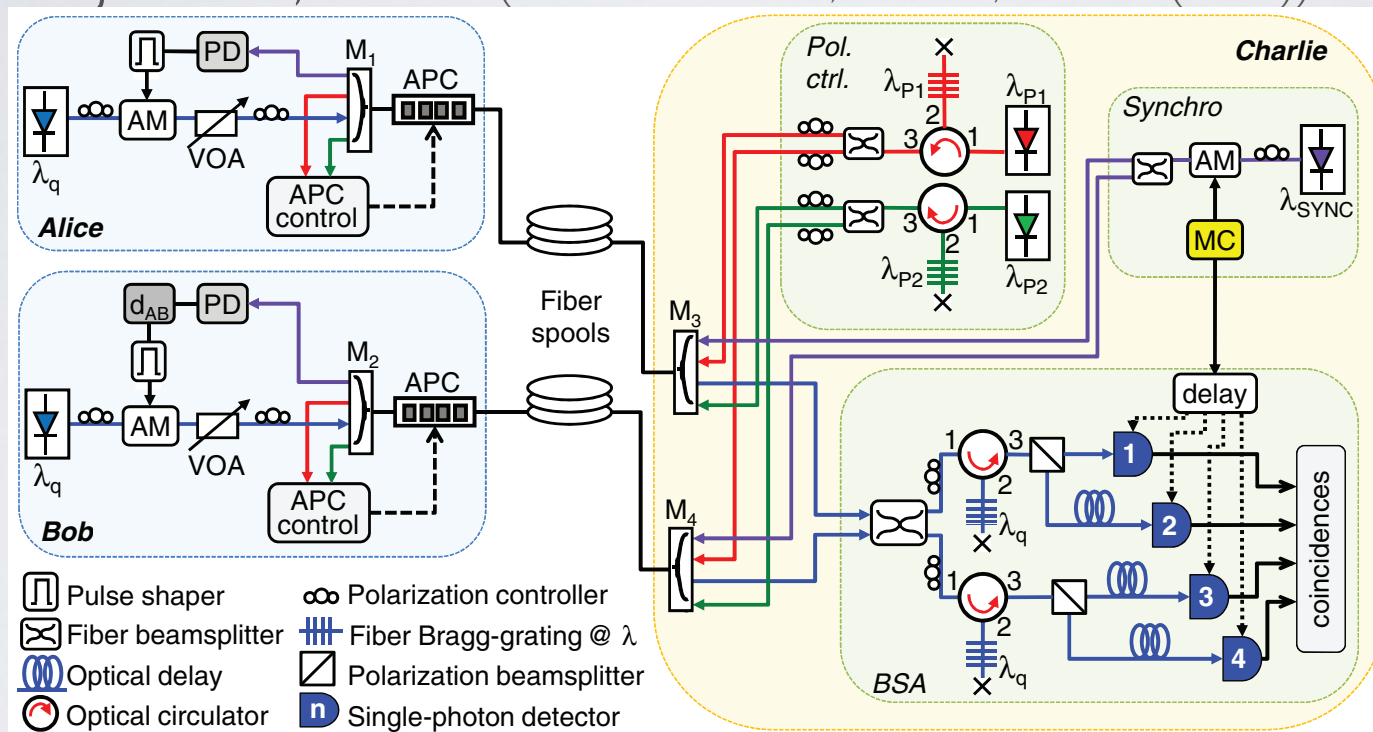 Alice
PD
M1
APC
AM
VOA
λq
APC
control
Bob
dAB
PD
M2
APC
AM
VOA
λq
APC
control
Fiber
spools
Charlie
Pol.
ctrl.
λP1
λP1
2
3
1
3
1
2
λP2
λP2
Synchro
AM
λSYNC
MC
M3
M4
delay
1
3
2
λq
1
2
1
3
2
λq
3
4
BSA
coincidences
Pulse shaper
Polarization controller
Fiber beamsplitter
Fiber Bragg-grating @ λ
Optical delay
Polarization beamsplitter
Optical circulator
n
Single-photon detector